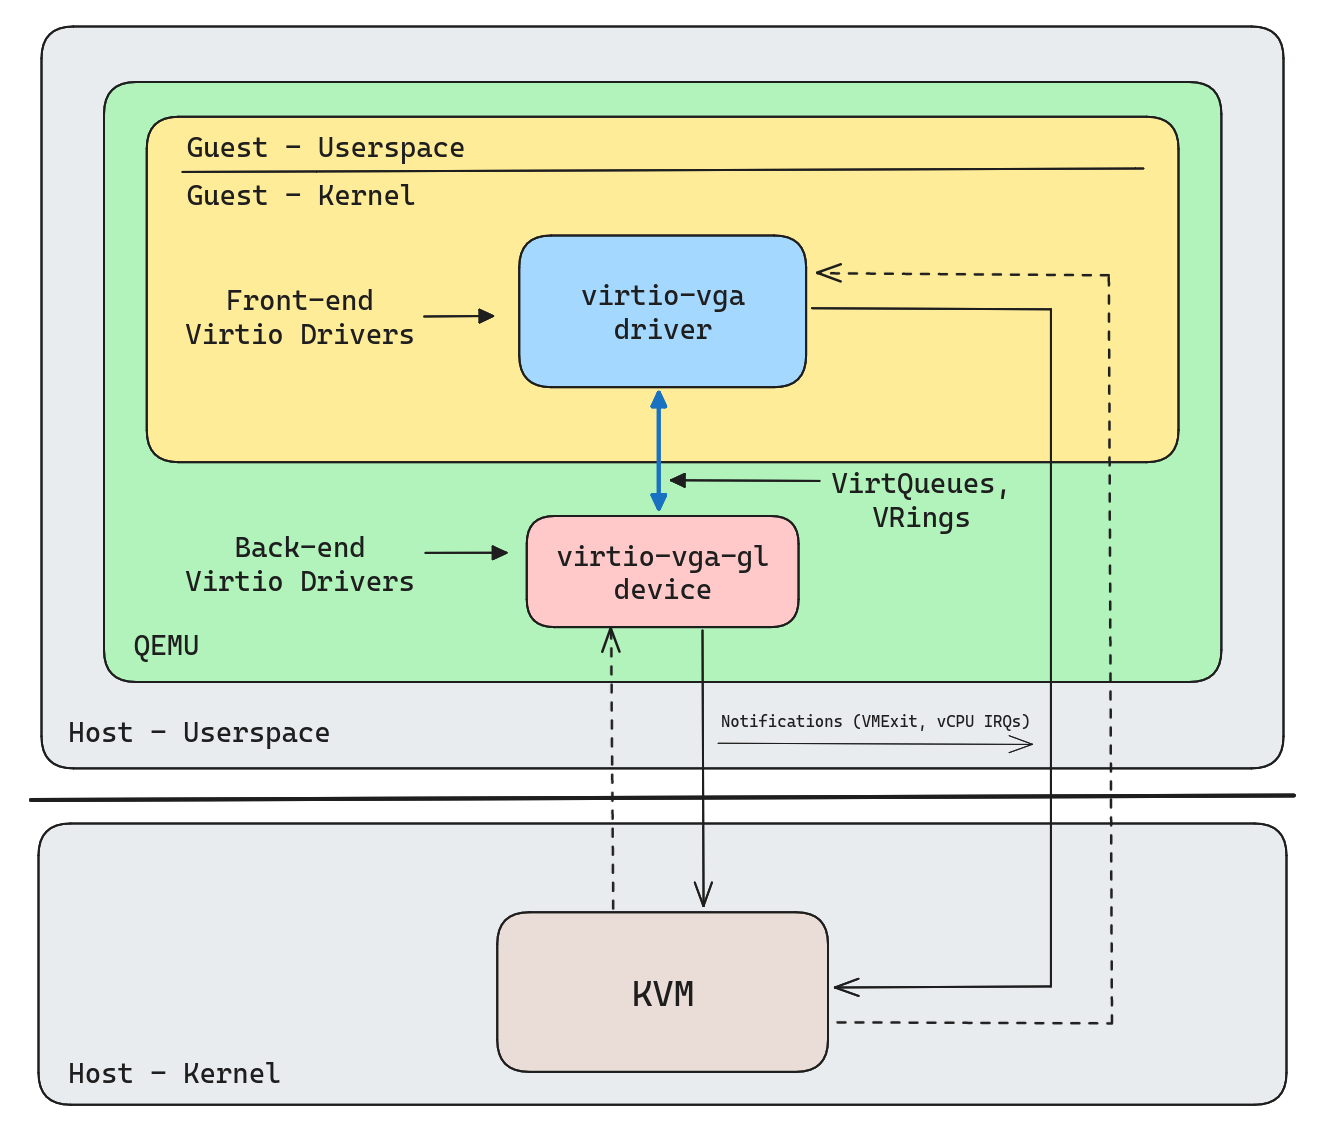 Guest - Userspace
Guest - Kernel
Front-end
Virtio Drivers
virtio-vga
driver
VirtQueues,
VRings
Back-end
Virtio Drivers
virtio-vga-gl
device
QEMU
Host - Userspace
Notifications (VMExit, vCPU IRQs)
KVM
Host - Kernel